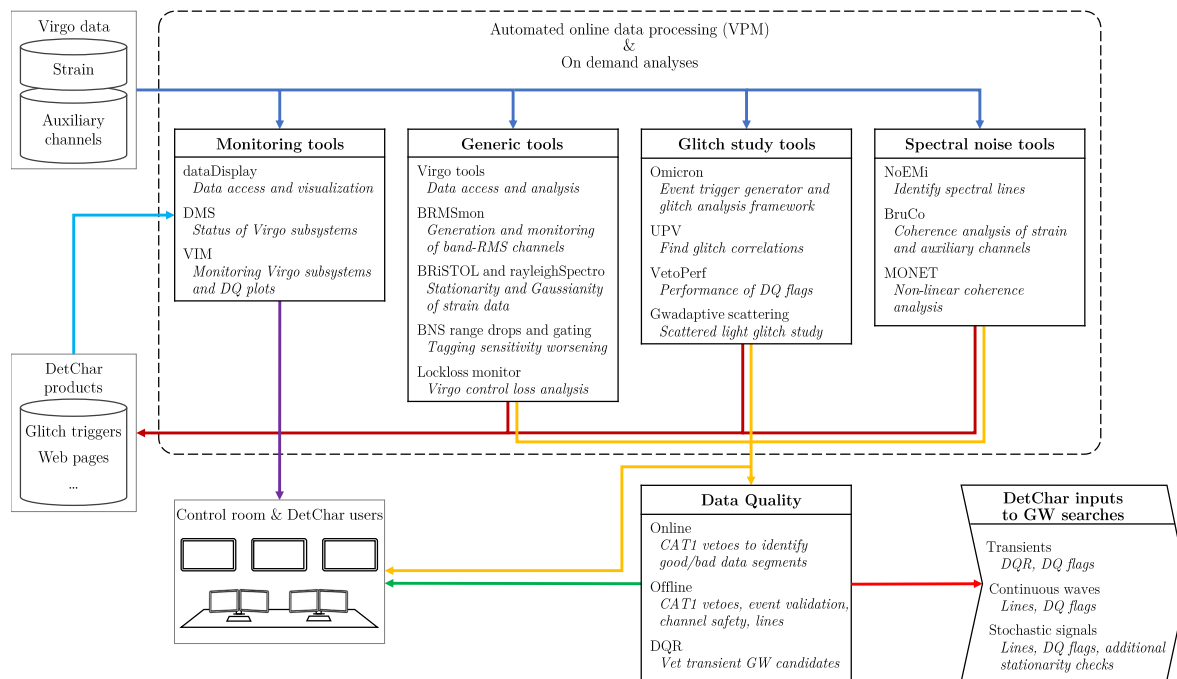 Virgo data
Strain
Auxiliary
channels
Automated online data processing (VPM)
&
On demand analyses
Monitoring tools
dataDisplay
Data access and visualization
DMS
Status of Virgo subsystems
VIM
Monitoring Virgo subsystems
and DQ plots
Generic tools
Virgo tools
Data access and analysis
BRMSmon
Generation and monitoring
of band-RMS channels
BRiSTOL and rayleighSpectro
Stationarity and Gaussianity
of strain data
BNS range drops and gating
Tagging sensitivity worsening
Lockloss monitor
Virgo control loss analysis
Glitch study tools
Omicron
Event trigger generator and
glitch analysis framework
UPV
Find glitch correlations
VetoPerf
Performance of DQ flags
Gwadaptive scattering
Scattered light glitch study
Spectral noise tools
NoEMi
Identify spectral lines
BruCo
Coherence analysis of strain
and auxiliary channels
MONET
Non-linear coherence
analysis
DetChar
products
Glitch triggers
Web pages
...
Control room & DetChar users
Data Quality
Online
CAT1 vetoes to identify
good/bad data segments
Offline
CAT1 vetoes, event validation,
channel safety, lines
DQR
Vet transient GW candidates
DetChar inputs
to GW searches
Transients
DQR, DQ flags
Continuous waves
Lines, DQ flags
Stochastic signals
Lines, DQ flags, additional
stationarity checks